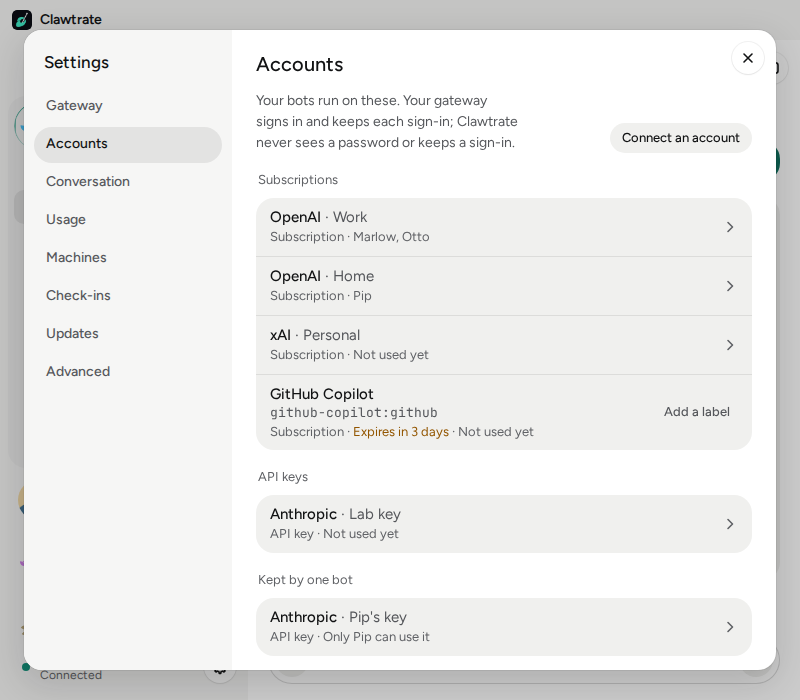 Clawtrate
Settings
Gateway
Accounts
Conversation
Usage
Machines
Check-ins
Updates
Advanced
Accounts
Your bots run on these. Your gateway
signs in and keeps each sign-in; Clawtrate
never sees a password or keeps a sign-in.
Connect an account
Subscriptions
OpenAI · Work
Subscription · Marlow, Otto
OpenAI · Home
Subscription · Pip
xAI · Personal
Subscription · Not used yet
GitHub Copilot
github-copilot:github
Subscription · Expires in 3 days · Not used yet
Add a label
API keys
Anthropic · Lab key
API key · Not used yet
Kept by one bot
Anthropic · Pip's key
API key · Only Pip can use it
Connected